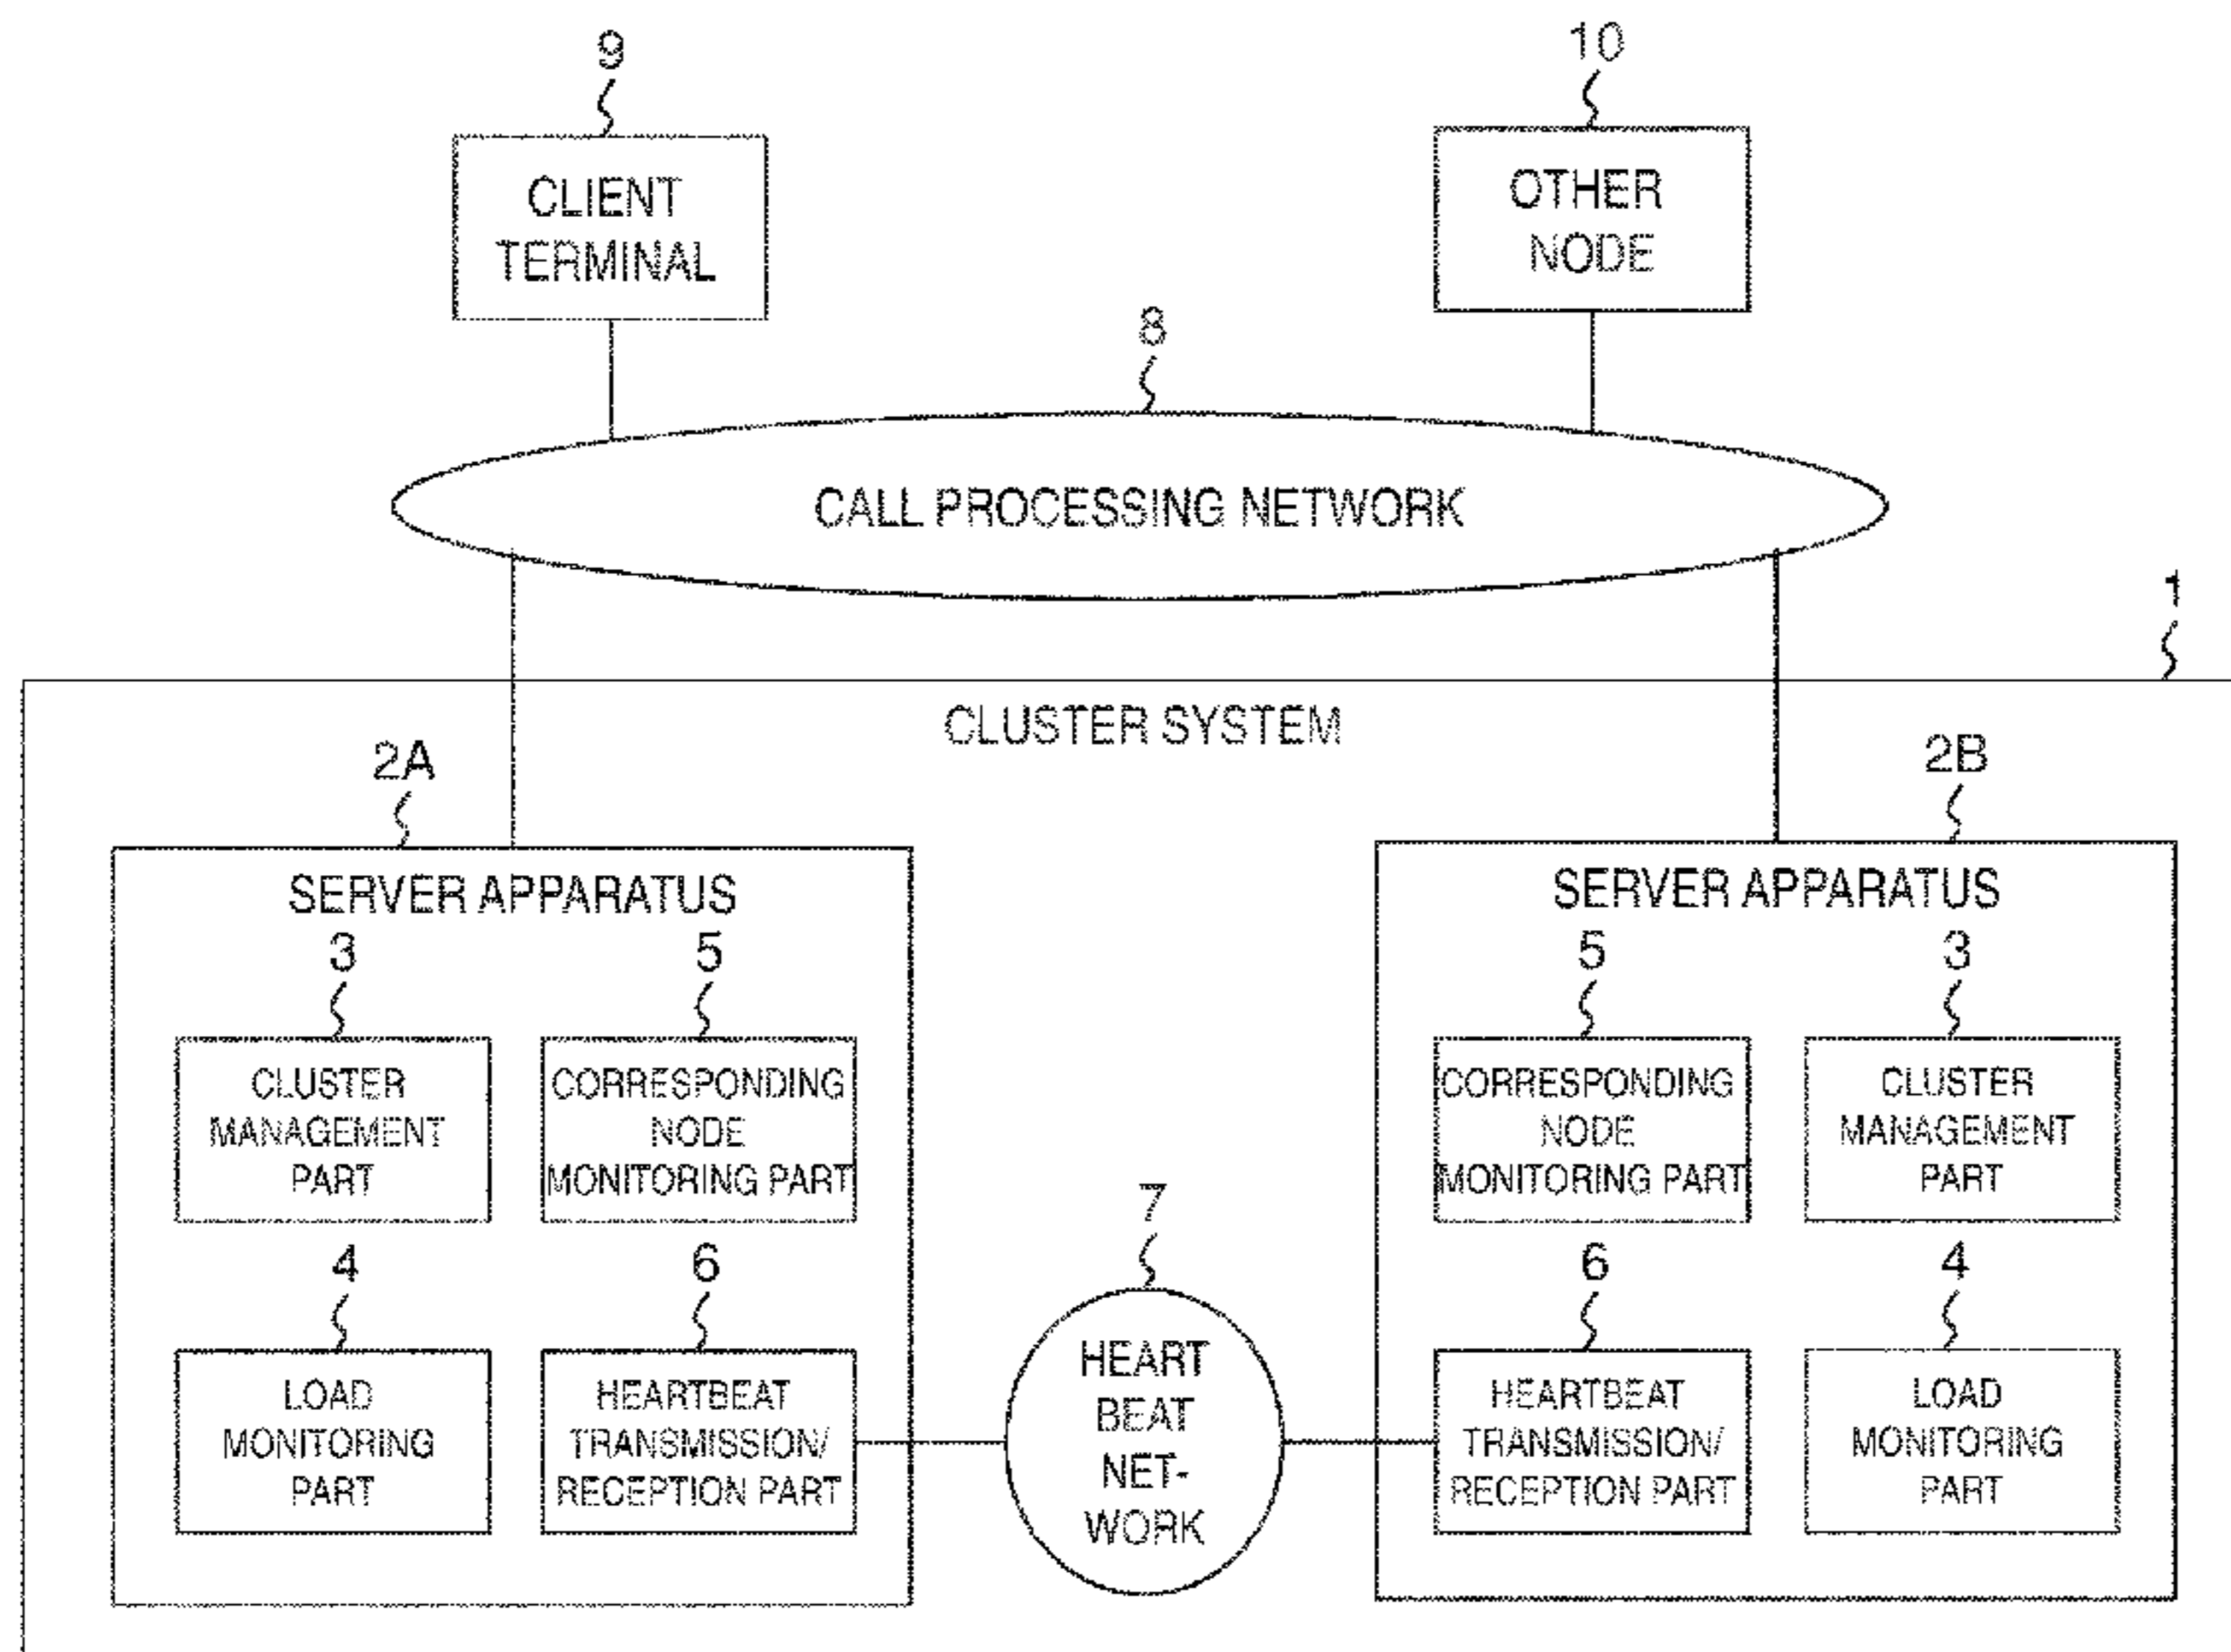 9
10
CLIENT
TERMINAL
OTHER
NODE
8
CALL PROCESSING NETWORK
1
CLUSTER SYSTEM
2A
2B
SERVER APPARATUS
SERVER APPARATUS
3
5
5
3
CLUSTER
MANAGEMENT
PART
CORRESPONDING
NODE
MONITORING PART
CORRESPONDING
NODE
MONITORING PART
CLUSTER
MANAGEMENT
PART
7
4
6
6
4
LOAD
MONITORING
PART
HEARTBEAT
TRANSMISSION/
RECEPTION PART
HEART
BEAT
NET-
WORK
HEARTBEAT
TRANSMISSION/
RECEPTION PART
LOAD
MONITORING
PART